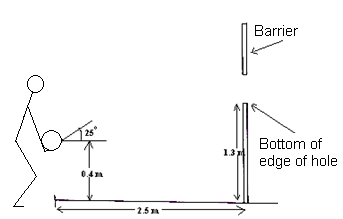 Barrier
25°
Bottom of
edge of hole
1.3 m
0.4 m
2.5 m